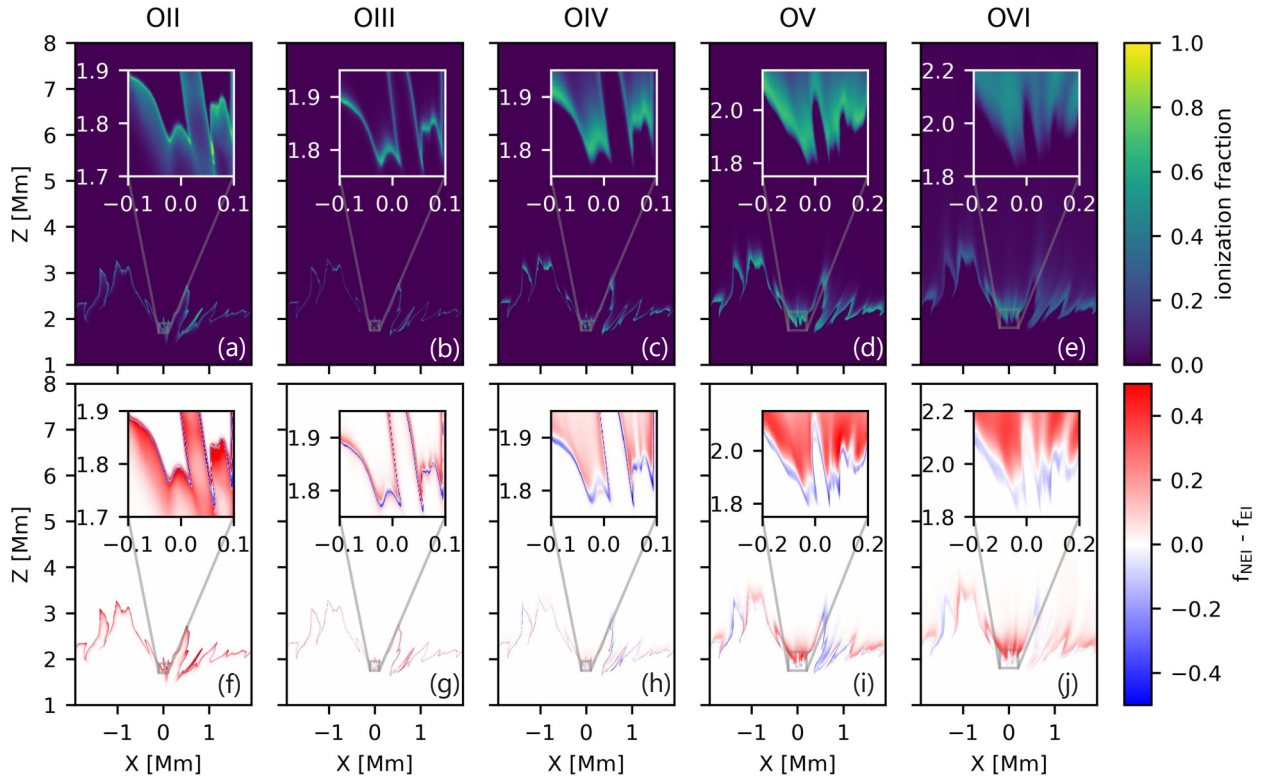 OII OIII OIV OV OVI
8 1.0
7 1.9 1.9 1.9 2.2
6 1.8 2.0 2.0 0.8
1.8
5 1.7 1.8 1.8
−0.1 0.0 0.1 −0.1 0.0 0.1 −0.1 0.0 0.1 −0.2 0.0 0.2 −0.2 0.0 0.2
Z [Mm] 4 0.6 ionization fraction
3 0.4
2 0.2
1 (a) (b) (c) (d) (e) 0.0
8
7 1.9 1.9 1.9 2.2 0.4
6 1.8 2.0 2.0
1.8 1.8
5 1.7 1.8 1.8 0.2
−0.1 0.0 0.1 −0.1 0.0 0.1 −0.1 0.0 0.1 −0.2 0.0 0.2 −0.2 0.0 0.2
Z [Mm] 4 0.0 fNEI - fEI
3 −0.2
2 −0.4
1 (f) (g) (h) (i) (j)
−1 0 1 −1 0 1 −1 0 1 −1 0 1 −1 0 1
X [Mm] X [Mm] X [Mm] X [Mm] X [Mm]